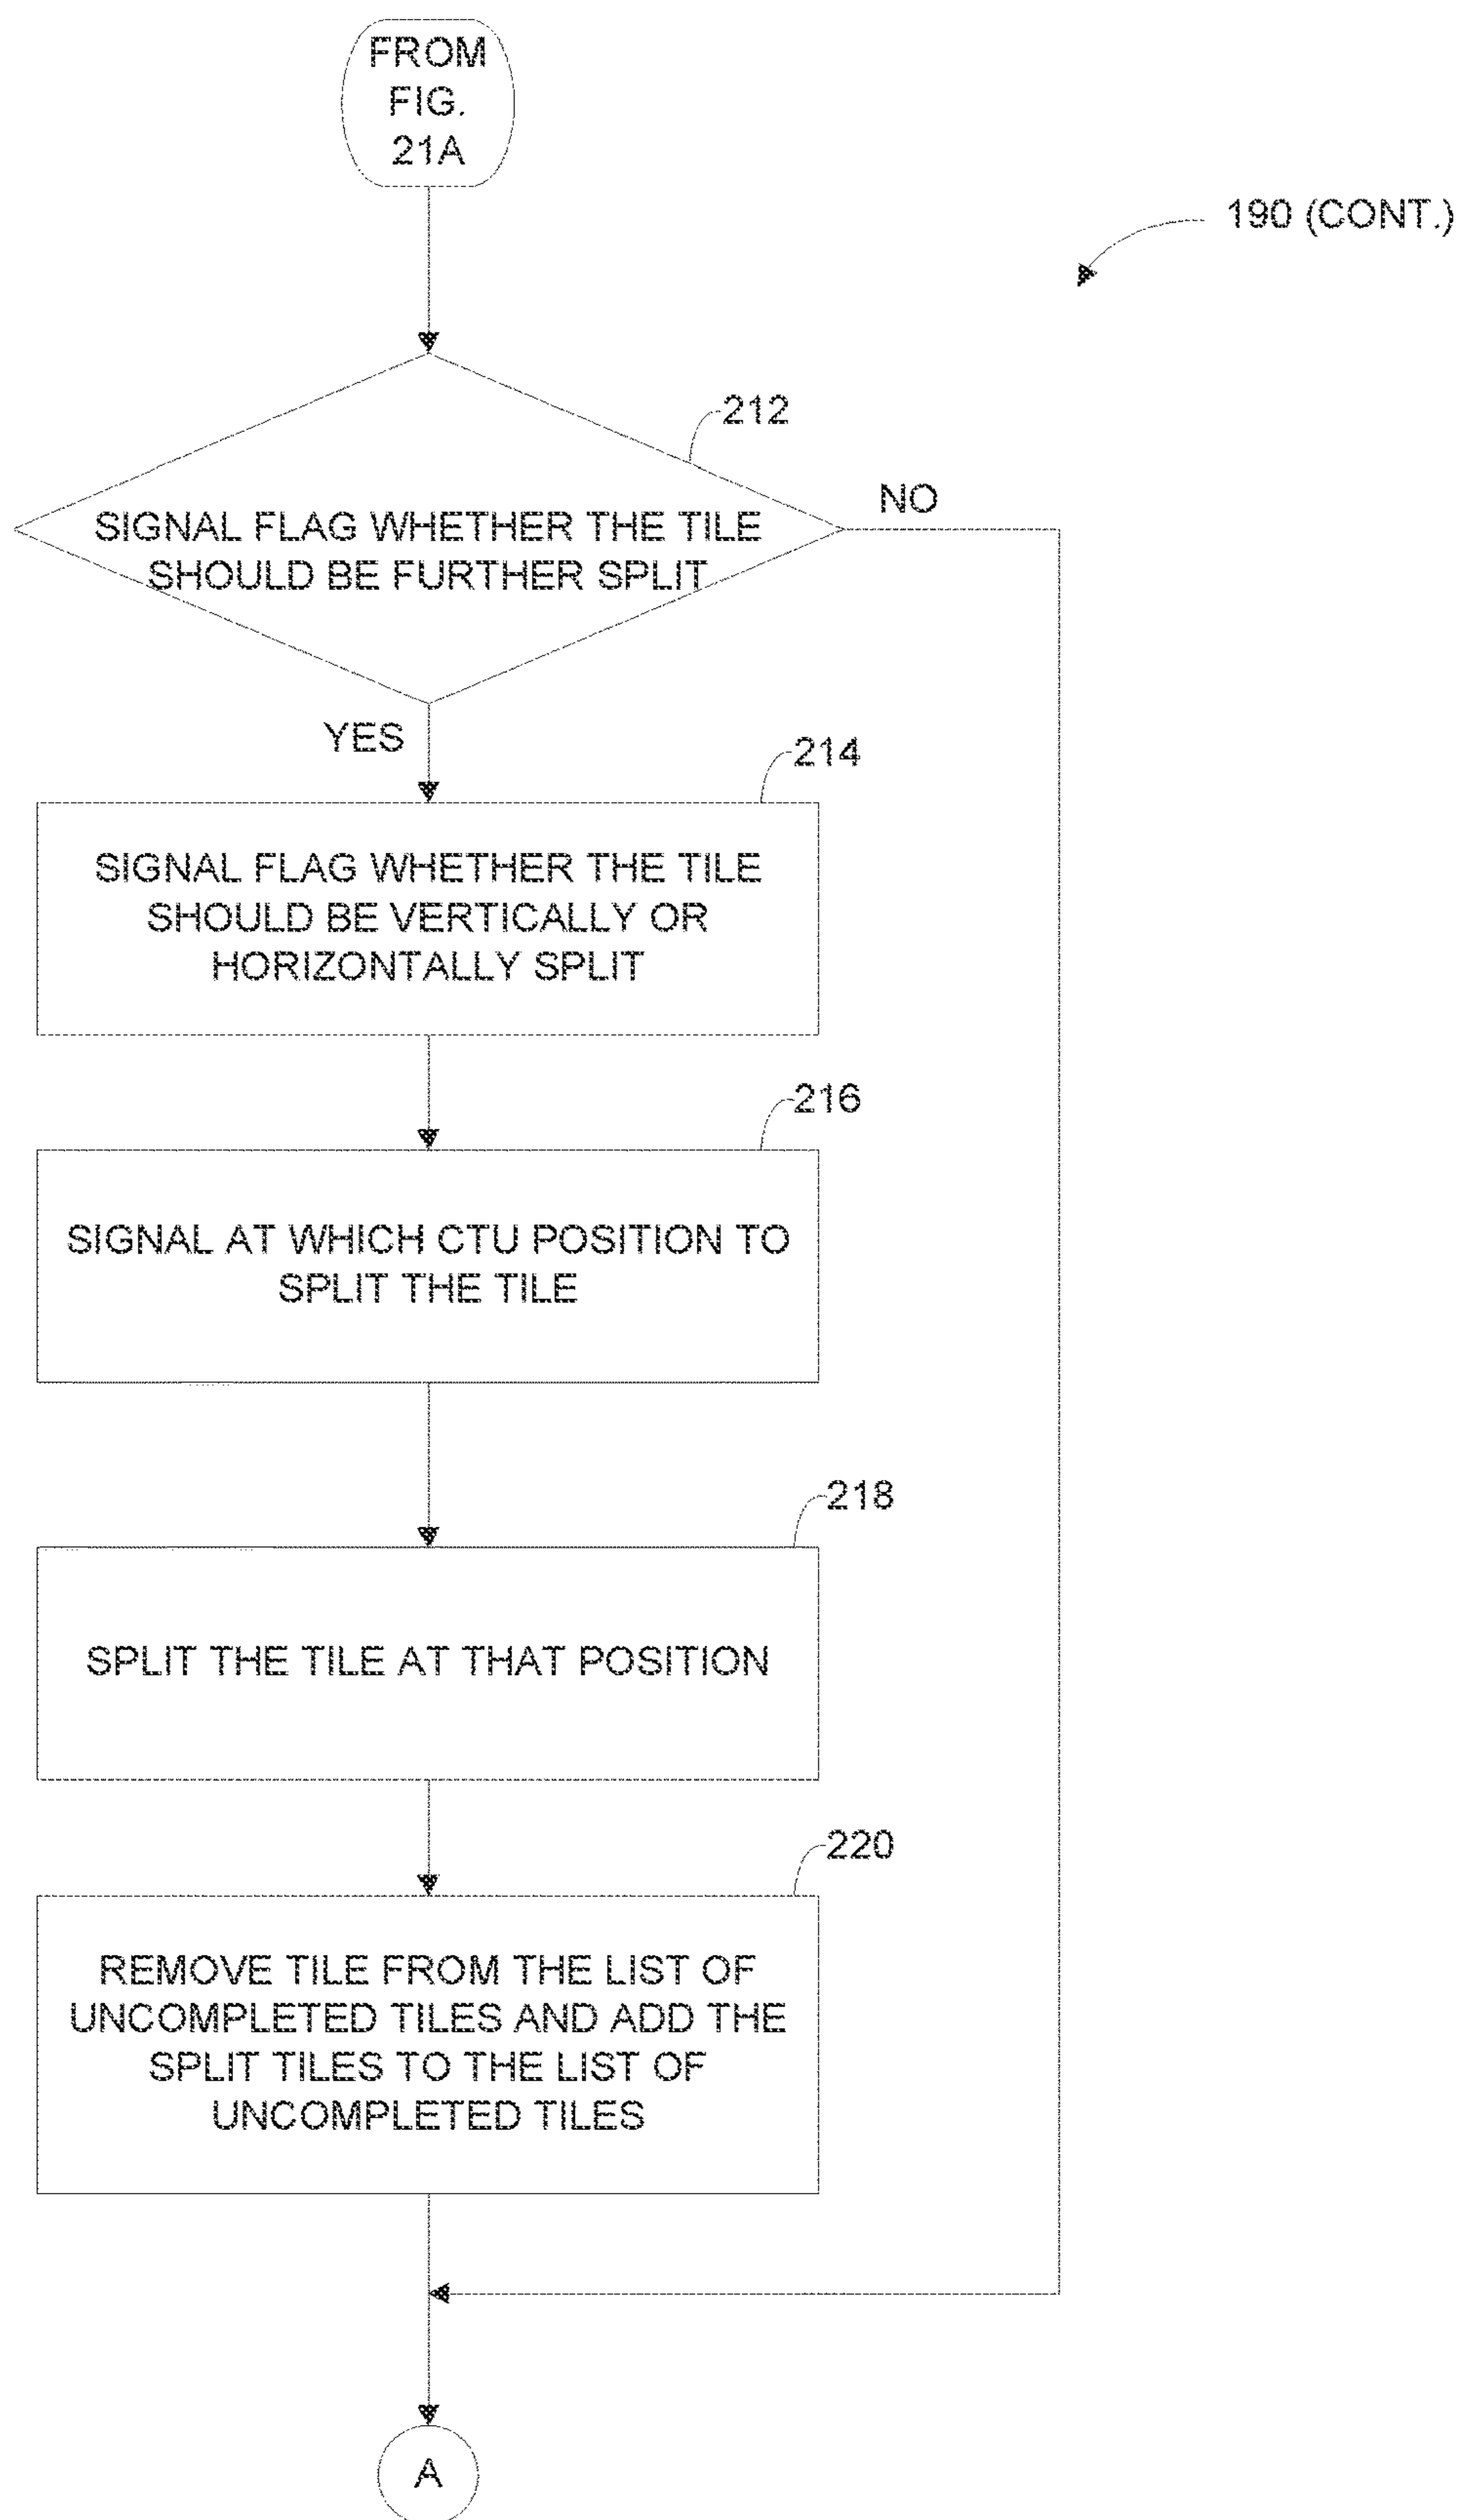 FROM
FIG.
21A
190 (CONT.)
212
SIGNAL FLAG WHETHER THE TILE
SHOULD BE FURTHER SPLIT
NO
YES
214
SIGNAL FLAG WHETHER THE TILE
SHOULD BE VERTICALLY OR
HORIZONTALLY SPLIT
216
SIGNAL AT WHICH CTU POSITION TO
SPLIT THE TILE
218
SPLIT THE TILE AT THAT POSITION
220
REMOVE TILE FROM THE LIST OF
UNCOMPLETED TILES AND ADD THE
SPLIT TILES TO THE LIST OF
UNCOMPLETED TILES
A